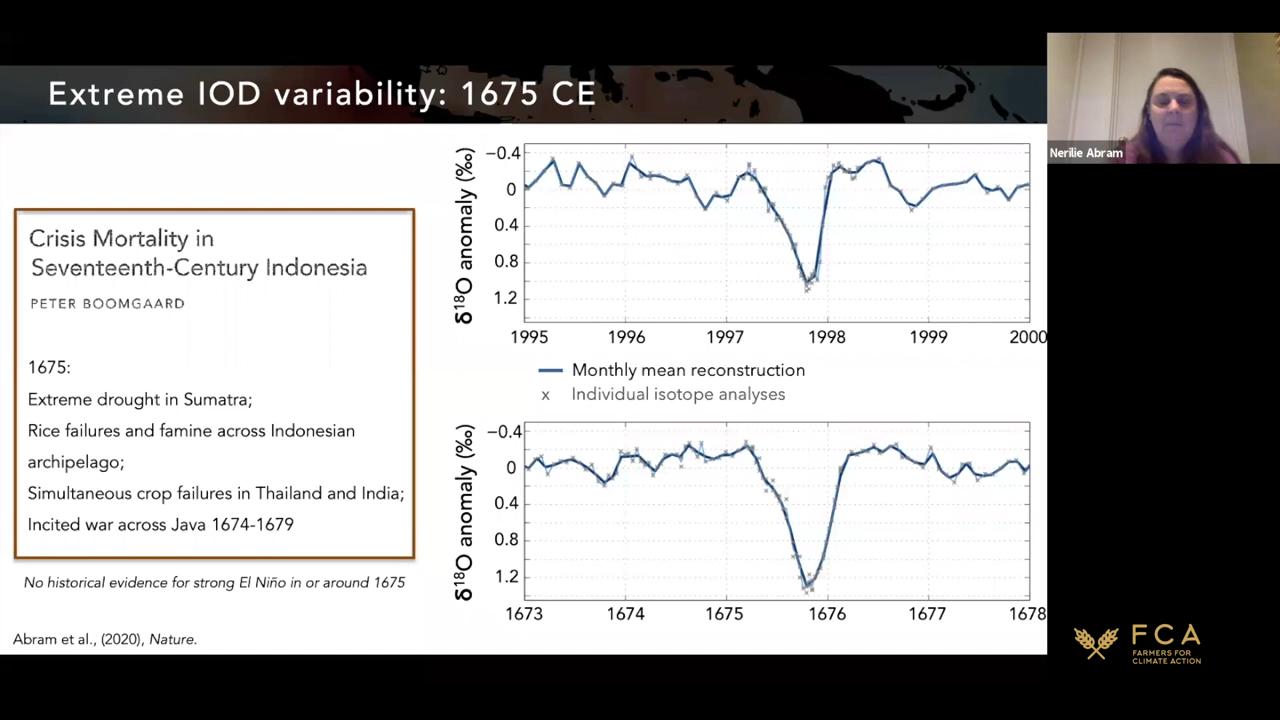 Extreme IOD variability: 1675 CE
Nerilie Abram
Crisis Mortality in
Seventeenth-Century Indonesia
PETER BOOMGAARD
1675:
Extreme drought in Sumatra;
Rice failures and famine across Indonesian
archipelago;
Simultaneous crop failures in Thailand and India;
Incited war across Java 1674-1679
No historical evidence for strong El Niño in or around 1675
Abram et al., (2020), Nature.
δ¹⁸O anomaly (‰)
−0.4
0
0.4
0.8
1.2
1995 1996 1997 1998 1999 2000
Monthly mean reconstruction
x Individual isotope analyses
δ¹⁸O anomaly (‰)
−0.4
0
0.4
0.8
1.2
1673 1674 1675 1676 1677 1678
FCA
FARMERS FOR
CLIMATE ACTION